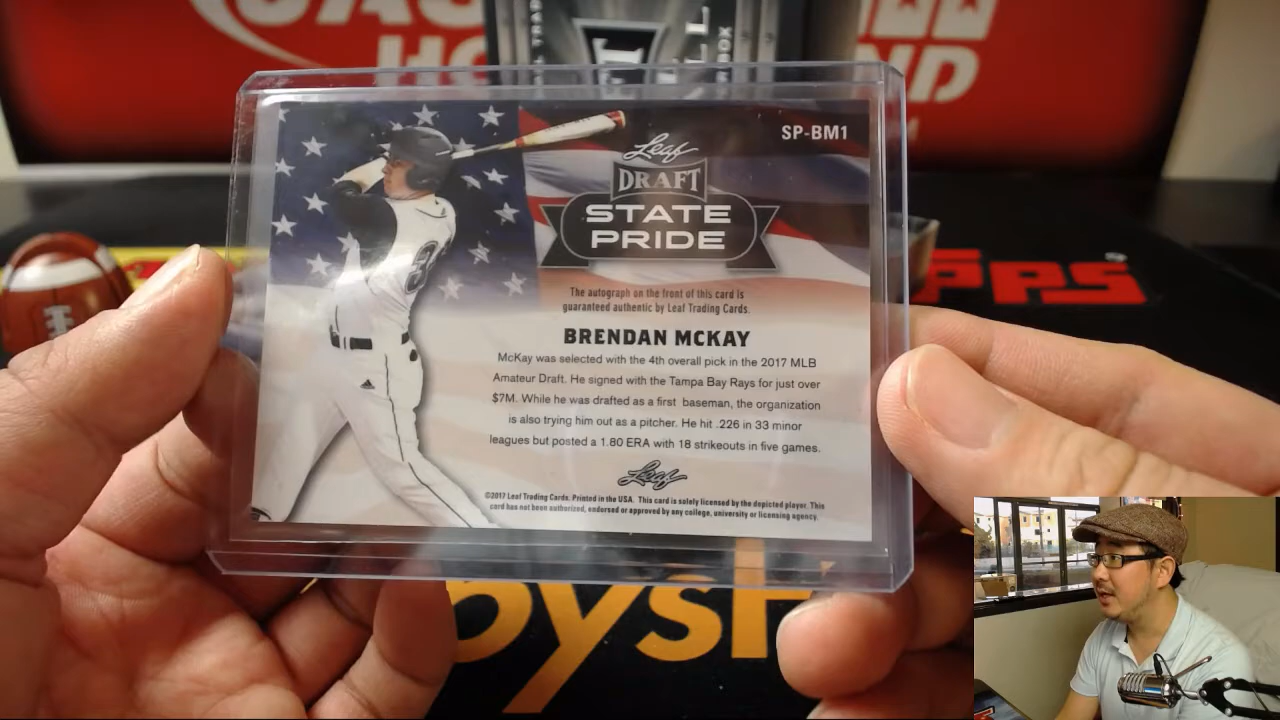 SP-BM1
Leaf
DRAFT
STATE
PRIDE
The autograph on the front of this card is
guaranteed authentic by Leaf Trading Cards.
BRENDAN MCKAY
McKay was selected with the 4th overall pick in the 2017 MLB
Amateur Draft. He signed with the Tampa Bay Rays for just over
$7M. While he was drafted as a first baseman, the organization
is also trying him out as a pitcher. He hit .226 in 33 minor
leagues but posted a 1.80 ERA with 18 strikeouts in five games.
Leaf
©2017 Leaf Trading Cards. Printed in the USA. This card is solely licensed by the depicted player. This
card has not been authorized, endorsed or approved by any college, university or licensing agency.